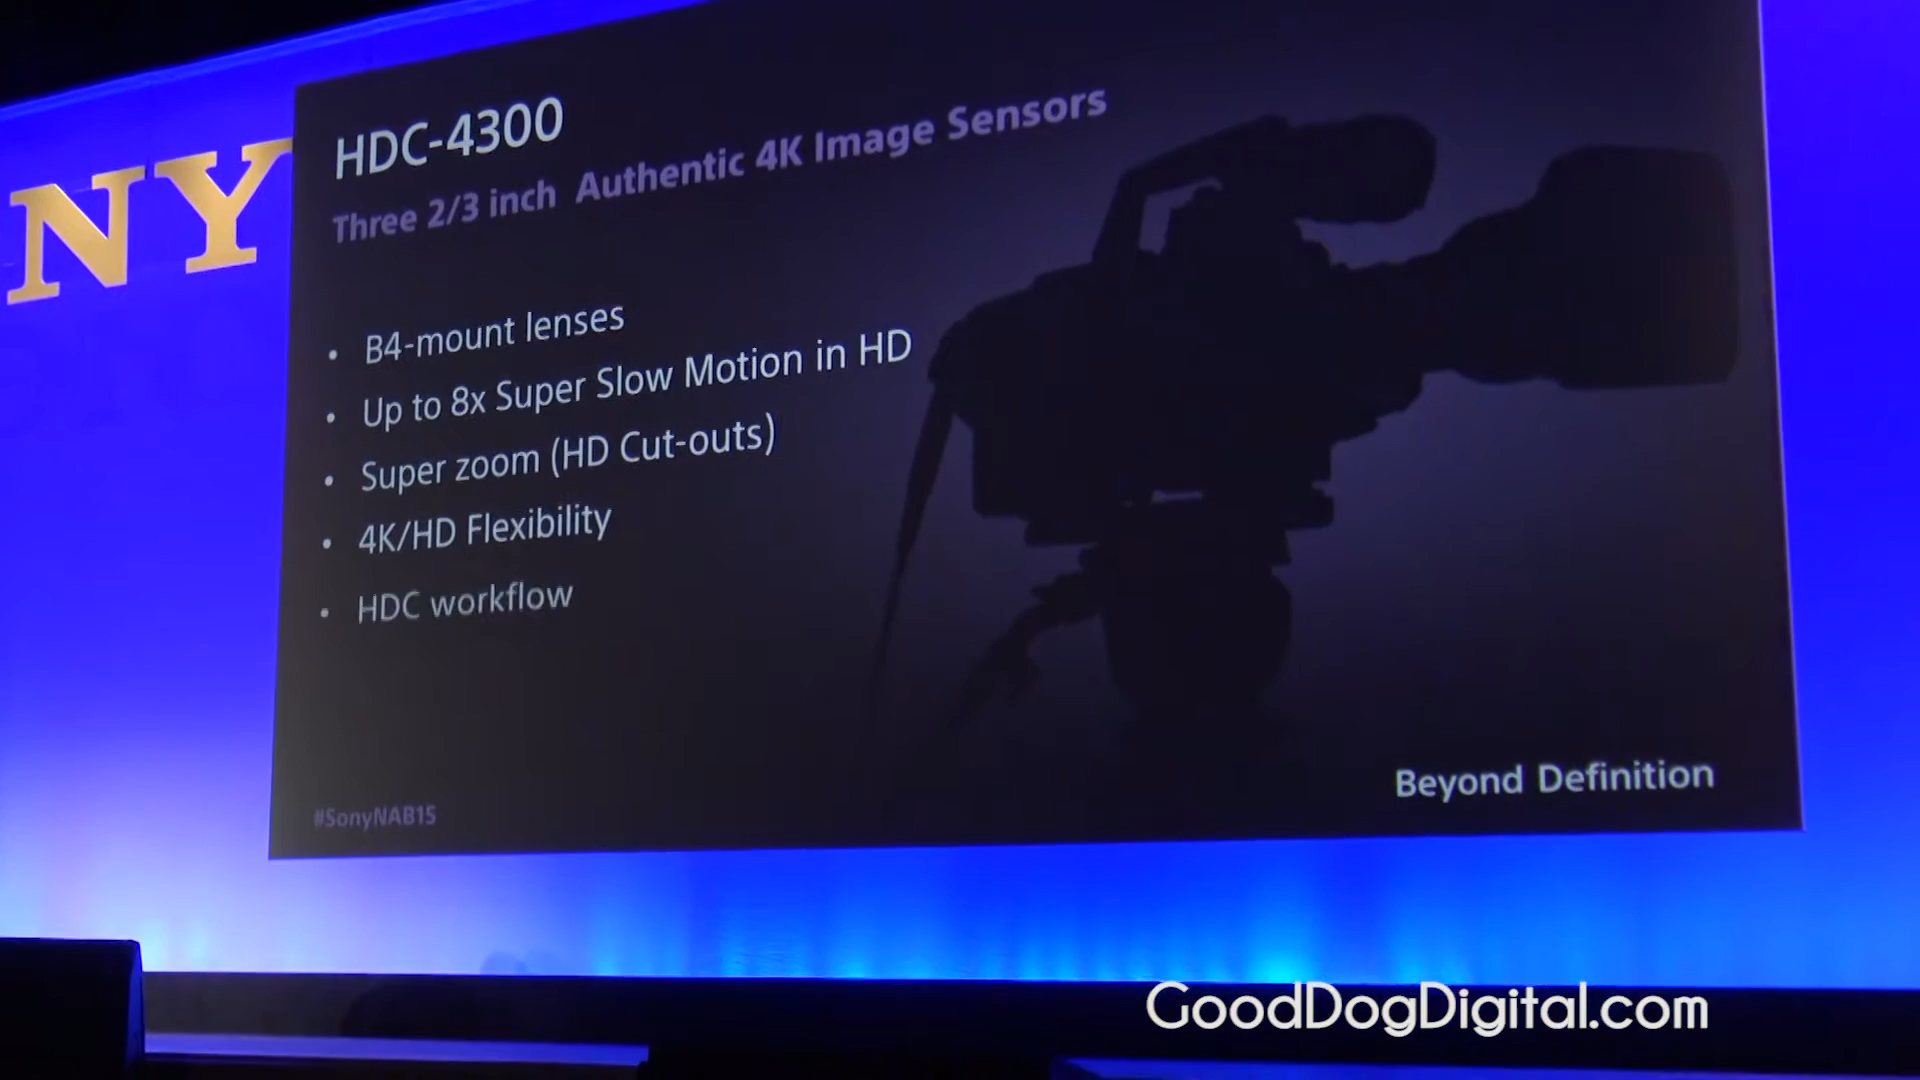 NY
HDC-4300
Three 2/3 inch Authentic 4K Image Sensors
• B4-mount lenses
• Up to 8x Super Slow Motion in HD
• Super zoom (HD Cut-outs)
• 4K/HD Flexibility
• HDC workflow
Beyond Definition
#SonyNAB15
GoodDogDigital.com